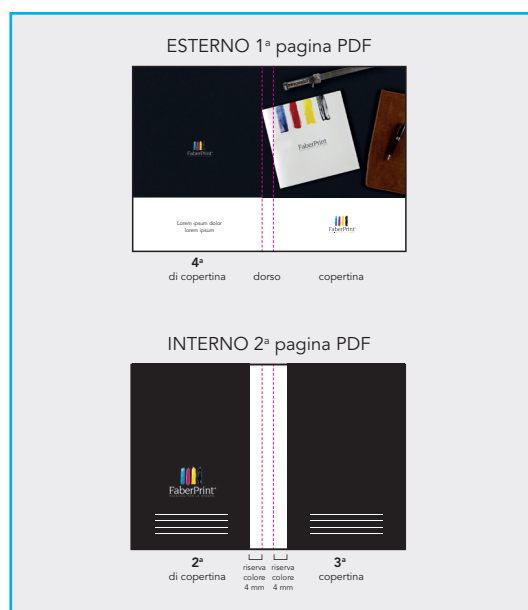 ESTERNO 1ª pagina PDF
FaberPrint
FaberPrint
Lorem ipsum dolor
lorem ipsum
FaberPrint
4ª
di copertina
dorso
copertina
INTERNO 2ª pagina PDF
FaberPrint
2ª
di copertina
riserva
colore
4 mm
riserva
colore
4 mm
3ª
copertina